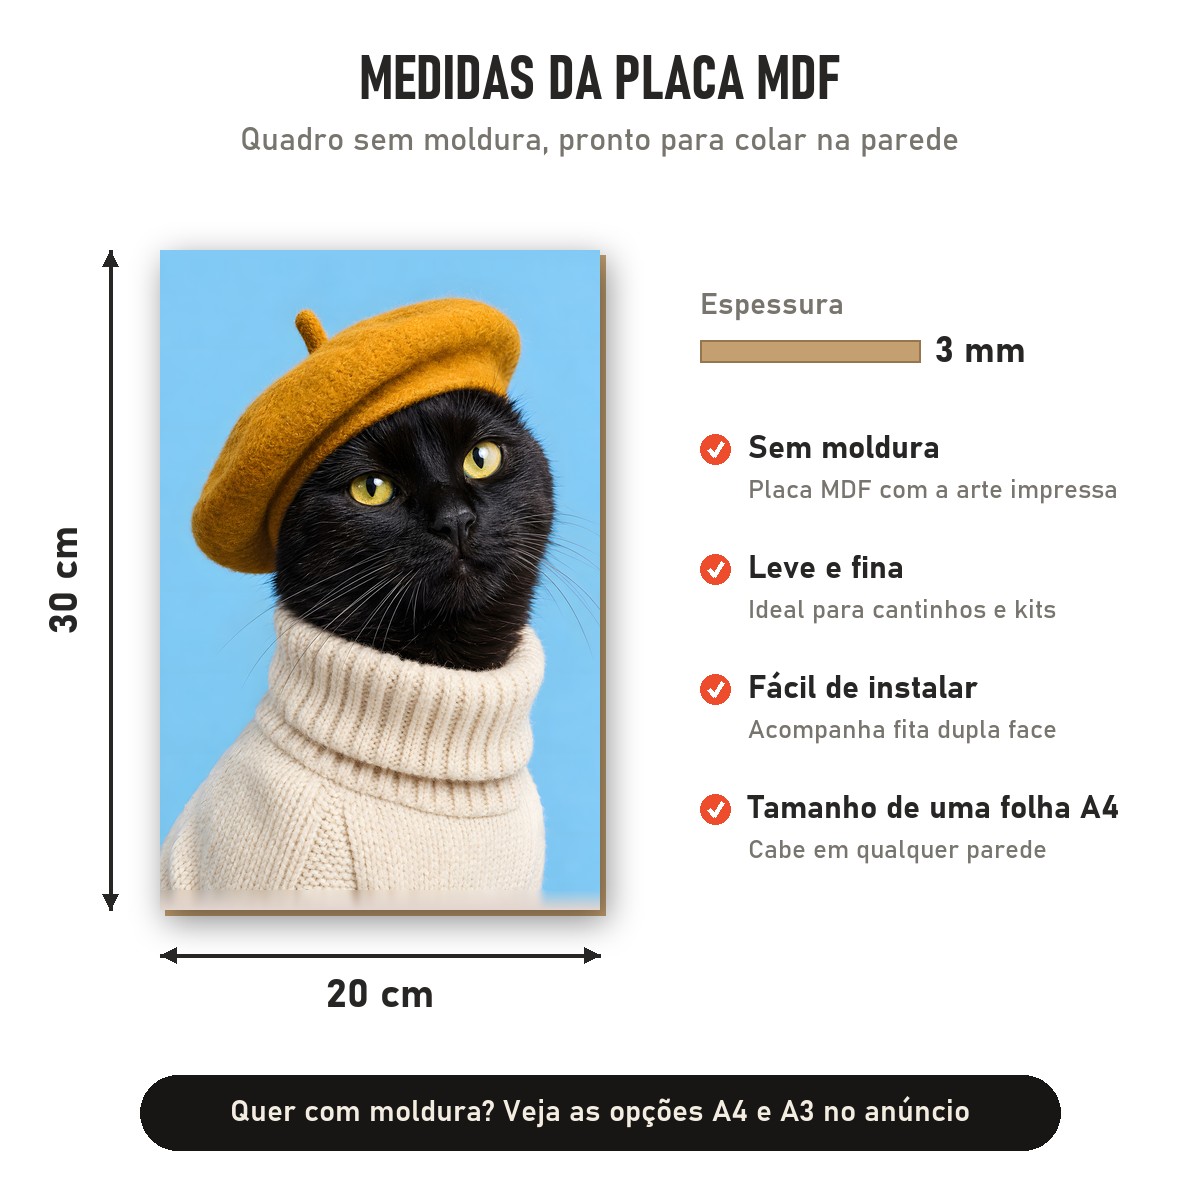 MEDIDAS DA PLACA MDF
Quadro sem moldura, pronto para colar na parede
30 cm
20 cm
Espessura
3 mm
Sem moldura
Placa MDF com a arte impressa
Leve e fina
Ideal para cantinhos e kits
Fácil de instalar
Acompanha fita dupla face
Tamanho de uma folha A4
Cabe em qualquer parede
Quer com moldura? Veja as opções A4 e A3 no anúncio